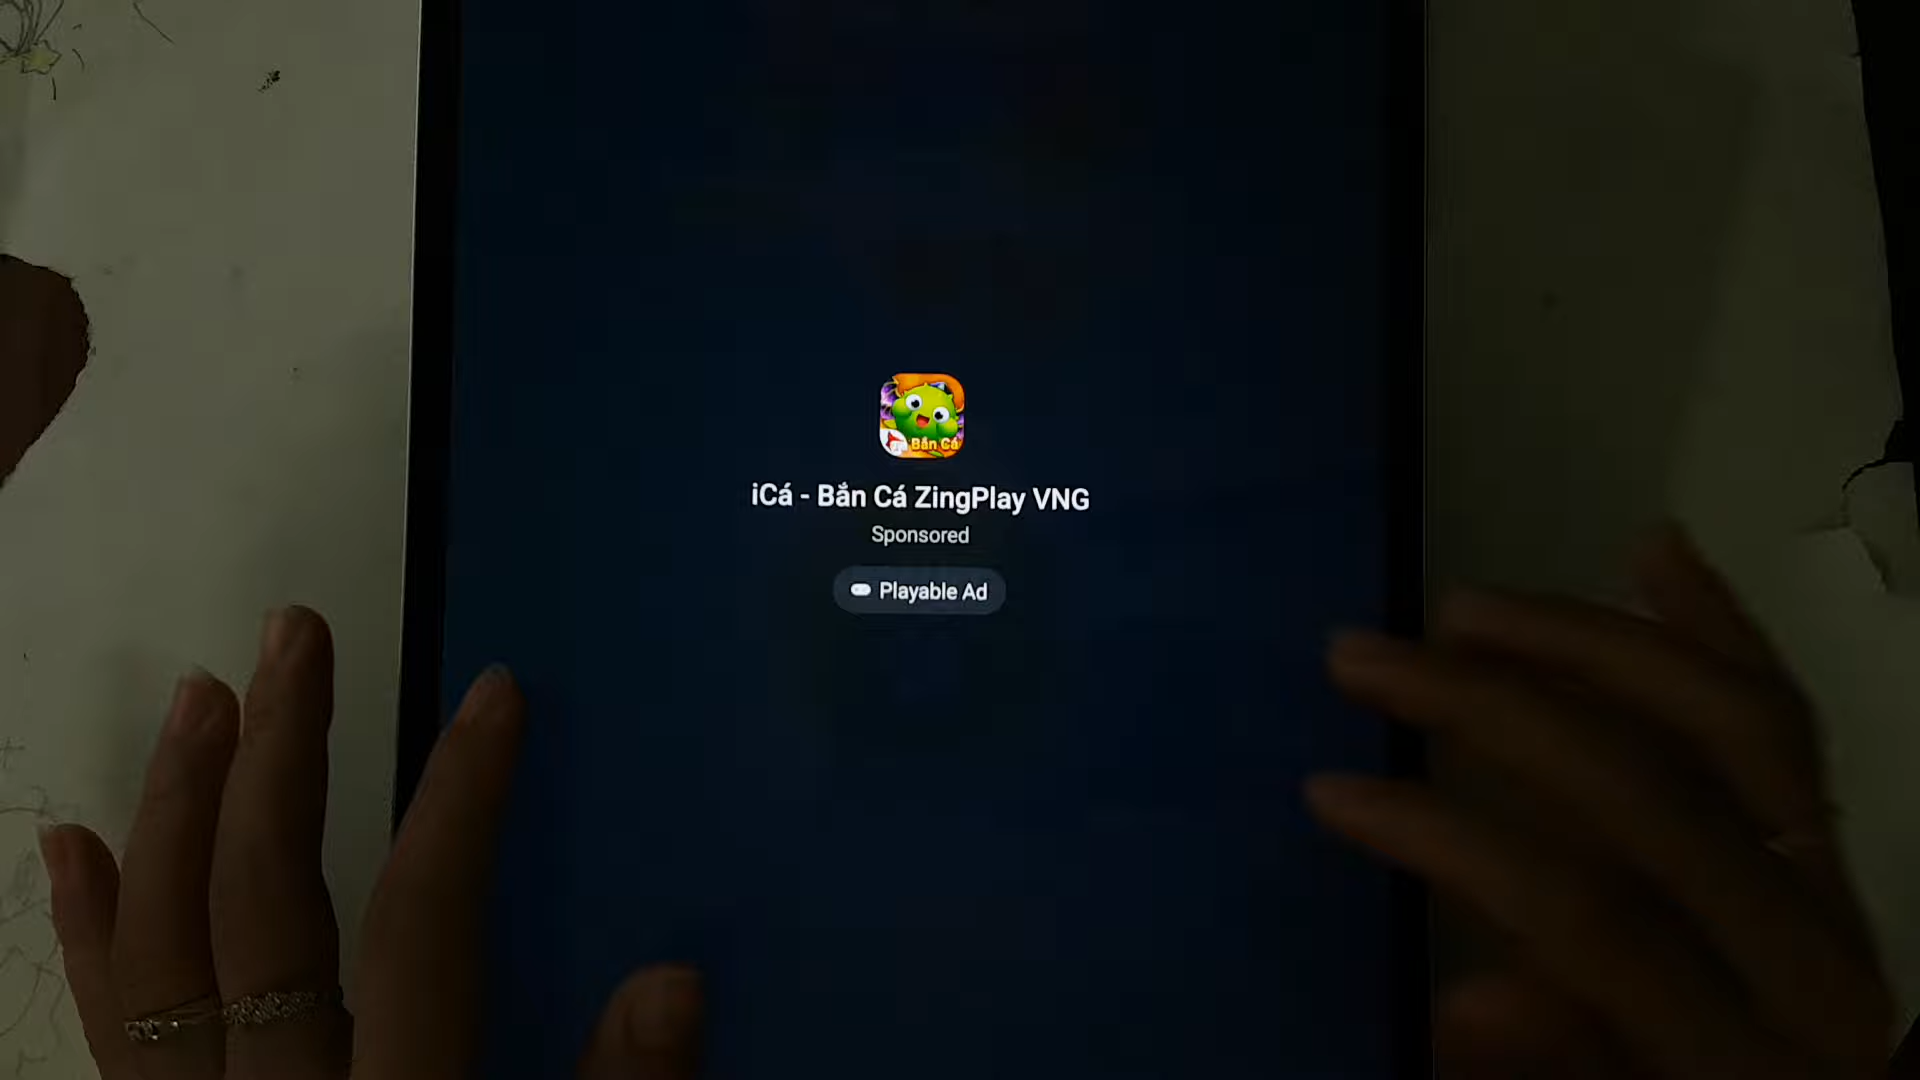 Bắn Cá
iCá - Bắn Cá ZingPlay VNG
Sponsored
Playable Ad